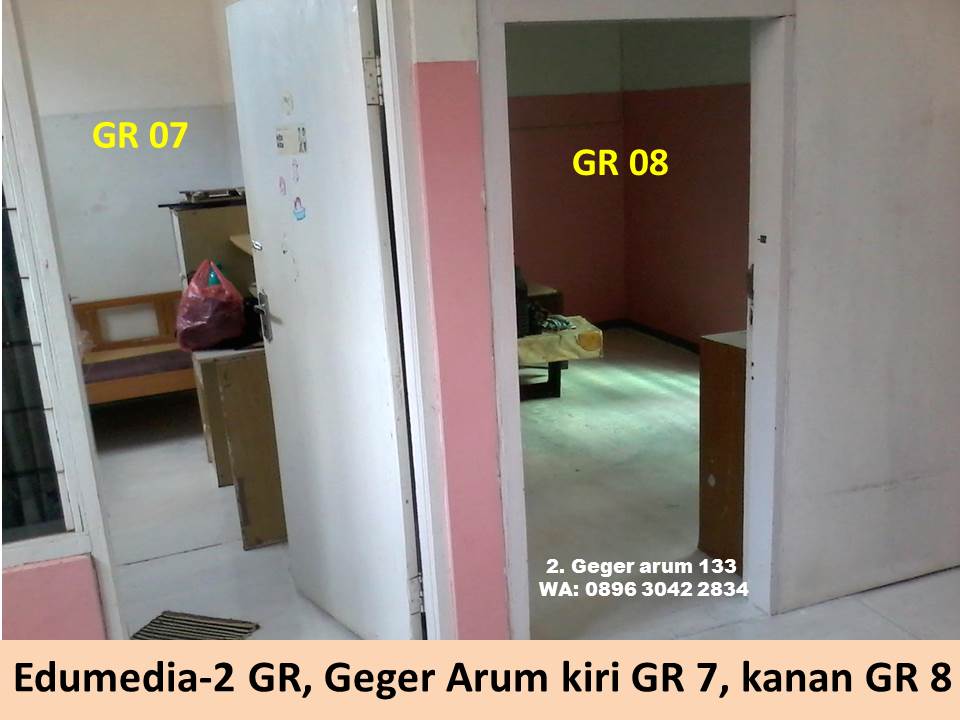 GR 07
GR 08
2. Geger arum 133
WA: 0896 3042 2834
Edumedia-2 GR, Geger Arum kiri GR 7, kanan GR 8